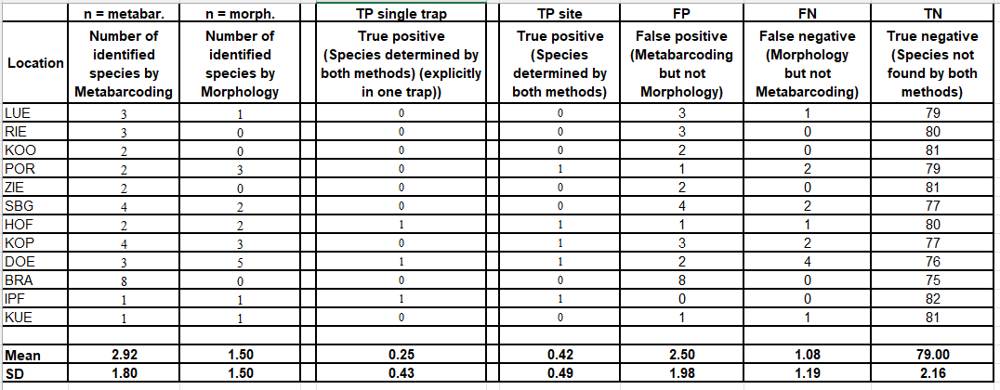 n = metabar. n = morph. TP single trap TP site FP FN TN
Location Number of identified species by Metabarcoding Number of identified species by Morphology True positive (Species determined by both methods) (explicitly in one trap)) True positive (Species determined by both methods) False positive (Metabarcoding but not Morphology) False negative (Morphology but not Metabarcoding) True negative (Species not found by both methods)
LUE 3 1 0 0 3 1 79
RIE 3 0 0 0 3 0 80
KOO 2 0 0 0 2 0 81
POR 2 3 0 1 1 2 79
ZIE 2 0 0 0 2 0 81
SBG 4 2 0 0 4 2 77
HOF 2 2 1 1 1 1 80
KOP 4 3 0 1 3 2 77
DOE 3 5 1 1 2 4 76
BRA 8 0 0 0 8 0 75
IPF 1 1 1 1 0 0 82
KUE 1 1 0 0 1 1 81
Mean 2.92 1.50 0.25 0.42 2.50 1.08 79.00
SD 1.80 1.50 0.43 0.49 1.98 1.19 2.16